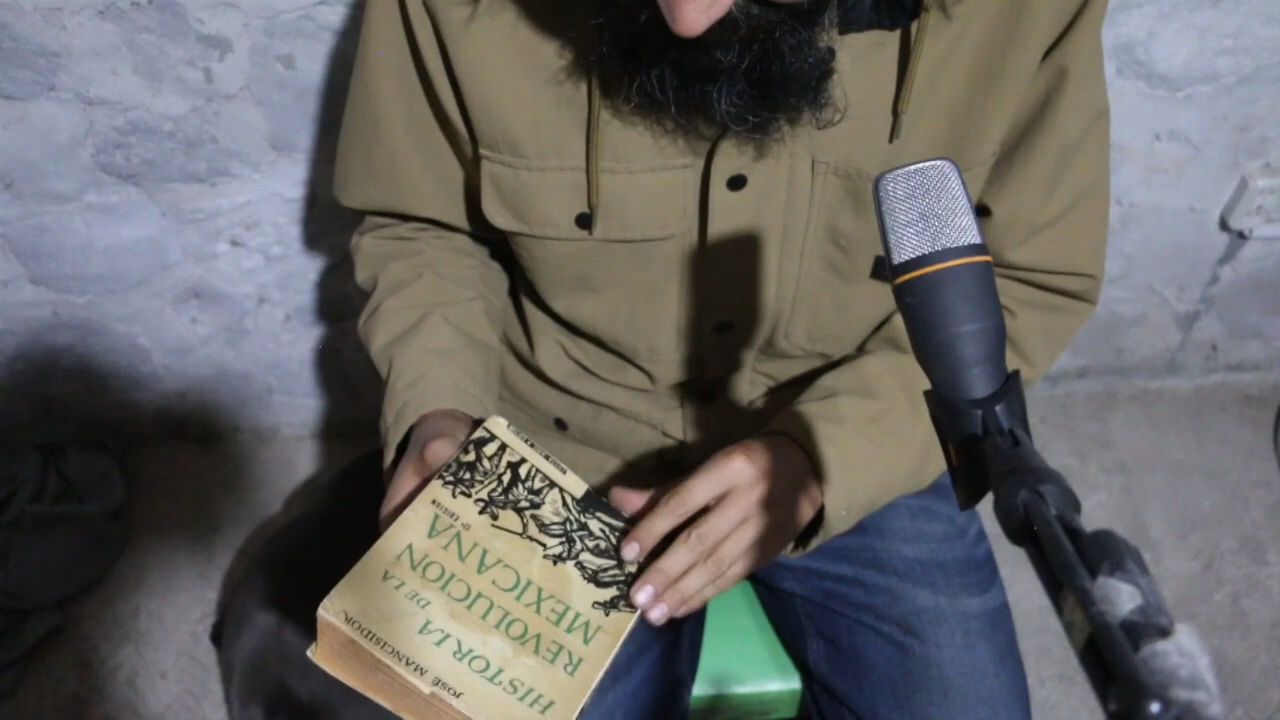 JOSÉ MANCISIDOR
HISTORIA
DE LA
REVOLUCION
MEXICANA